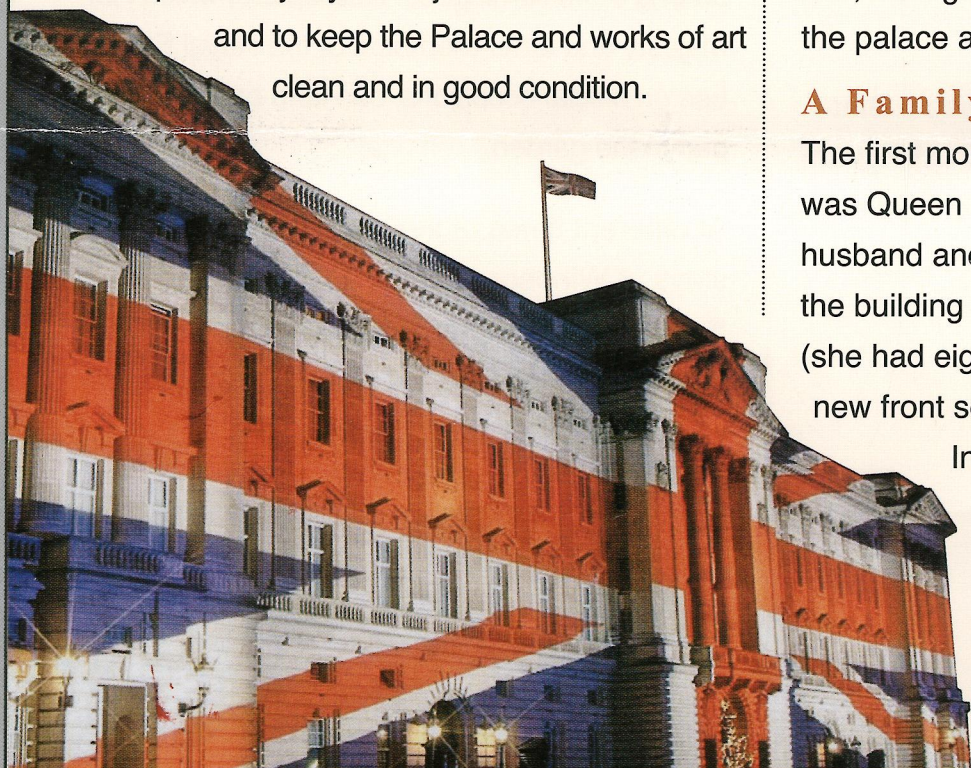 and to keep the Palace and works of art
clean and in good condition.
the palace a
A Family
The first mo
was Queen
husband and
the building
(she had eig
new front s
In